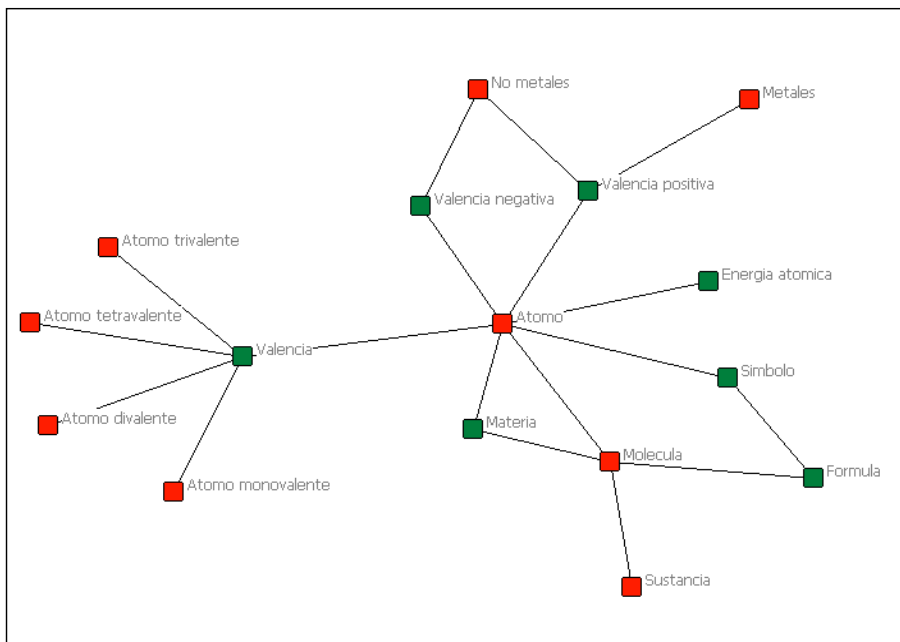 No metales
Metales
Valencia negativa
Valencia positiva
Atomo trivalente
Energia atomica
Atomo tetravalente
Atomo
Valencia
Simbolo
Atomo divalente
Materia
Molecula
Formula
Atomo monovalente
Sustancia